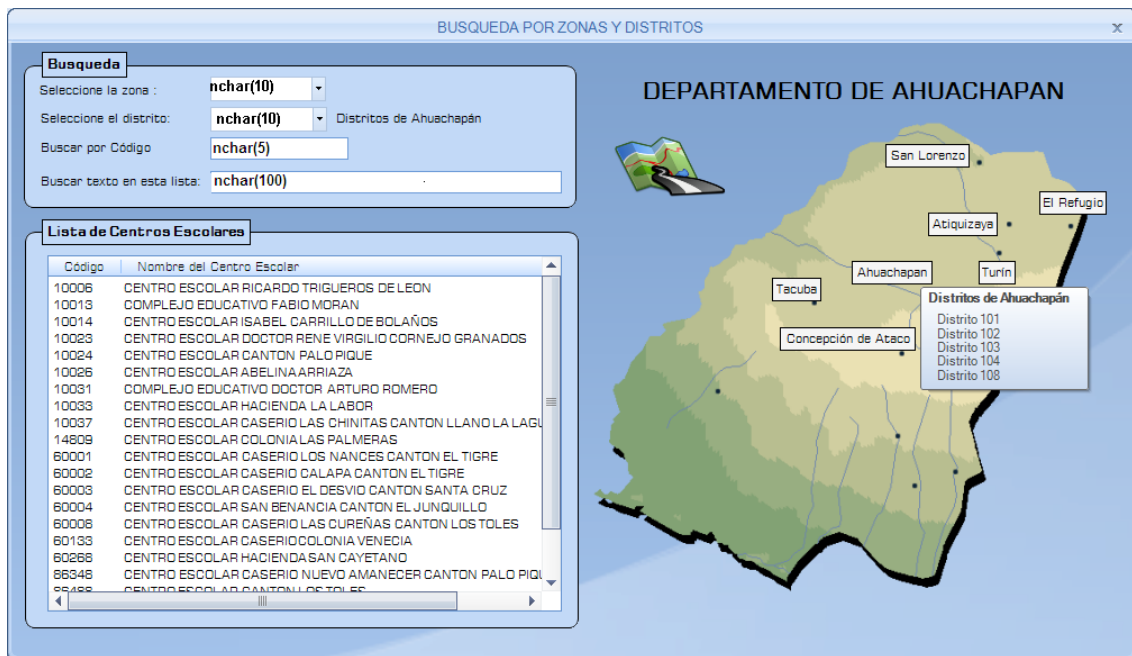 BUSQUEDA POR ZONAS Y DISTRITOS
x
Busqueda
Seleccione la zona :
nchar(10)
Seleccione el distrito:
nchar(10)
Distritos de Ahuachapán
Buscar por Código
nchar(5)
Buscar texto en esta lista:
nchar(100)
Lista de Centros Escolares
Código Nombre del Centro Escolar
10006 CENTRO ESCOLAR RICARDO TRIGUEROS DE LEON
10013 COMPLEJO EDUCATIVO FABIO MORAN
10014 CENTRO ESCOLAR ISABEL CARRILLO DE BOLAÑOS
10023 CENTRO ESCOLAR DOCTOR RENE VIRGILIO CORNEJO GRANADOS
10024 CENTRO ESCOLAR CANTON PALO PIQUE
10026 CENTRO ESCOLAR ABELINA ARRIAZA
10031 COMPLEJO EDUCATIVO DOCTOR ARTURO ROMERO
10033 CENTRO ESCOLAR HACIENDA LA LABOR
10037 CENTRO ESCOLAR CASERIO LAS CHINITAS CANTON LLANO LA LAGU
14809 CENTRO ESCOLAR COLONIA LAS PALMERAS
60001 CENTRO ESCOLAR CASERIO LOS NANCES CANTON EL TIGRE
60002 CENTRO ESCOLAR CASERIO CALAPA CANTON EL TIGRE
60003 CENTRO ESCOLAR CASERIO EL DESVIO CANTON SANTA CRUZ
60004 CENTRO ESCOLAR SAN BENANCIA CANTON EL JUNQUILLO
60008 CENTRO ESCOLAR CASERIO LAS CUREÑAS CANTON LOS TOLES
60133 CENTRO ESCOLAR CASERIO COLONIA VENECIA
60268 CENTRO ESCOLAR HACIENDA SAN CAYETANO
86348 CENTRO ESCOLAR CASERIO NUEVO AMANECER CANTON PALO PIQU
CENTRO ESCOLAR CANTON LOS TOLES
DEPARTAMENTO DE AHUACHAPAN
San Lorenzo
El Refugio
Atiquizaya
Ahuachapan
Turín
Tacuba
Concepción de Ataco
Distritos de Ahuachapán
Distrito 101
Distrito 102
Distrito 103
Distrito 104
Distrito 108